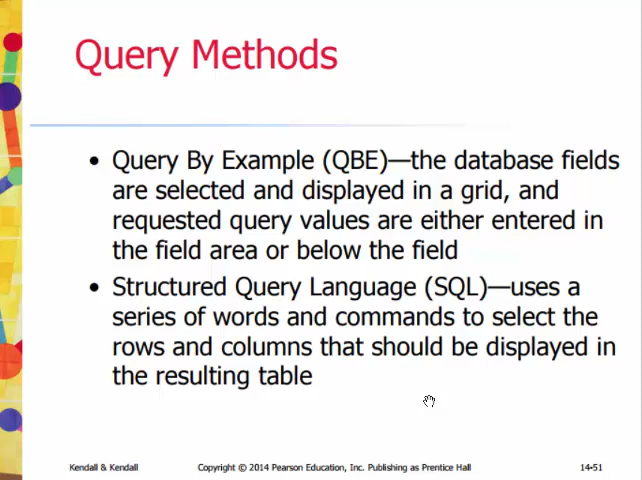 Query Methods
• Query By Example (QBE)—the database fields
are selected and displayed in a grid, and
requested query values are either entered in
the field area or below the field
• Structured Query Language (SQL)—uses a
series of words and commands to select the
rows and columns that should be displayed in
the resulting table
Kendall & Kendall Copyright © 2014 Pearson Education, Inc. Publishing as Prentice Hall 14-51